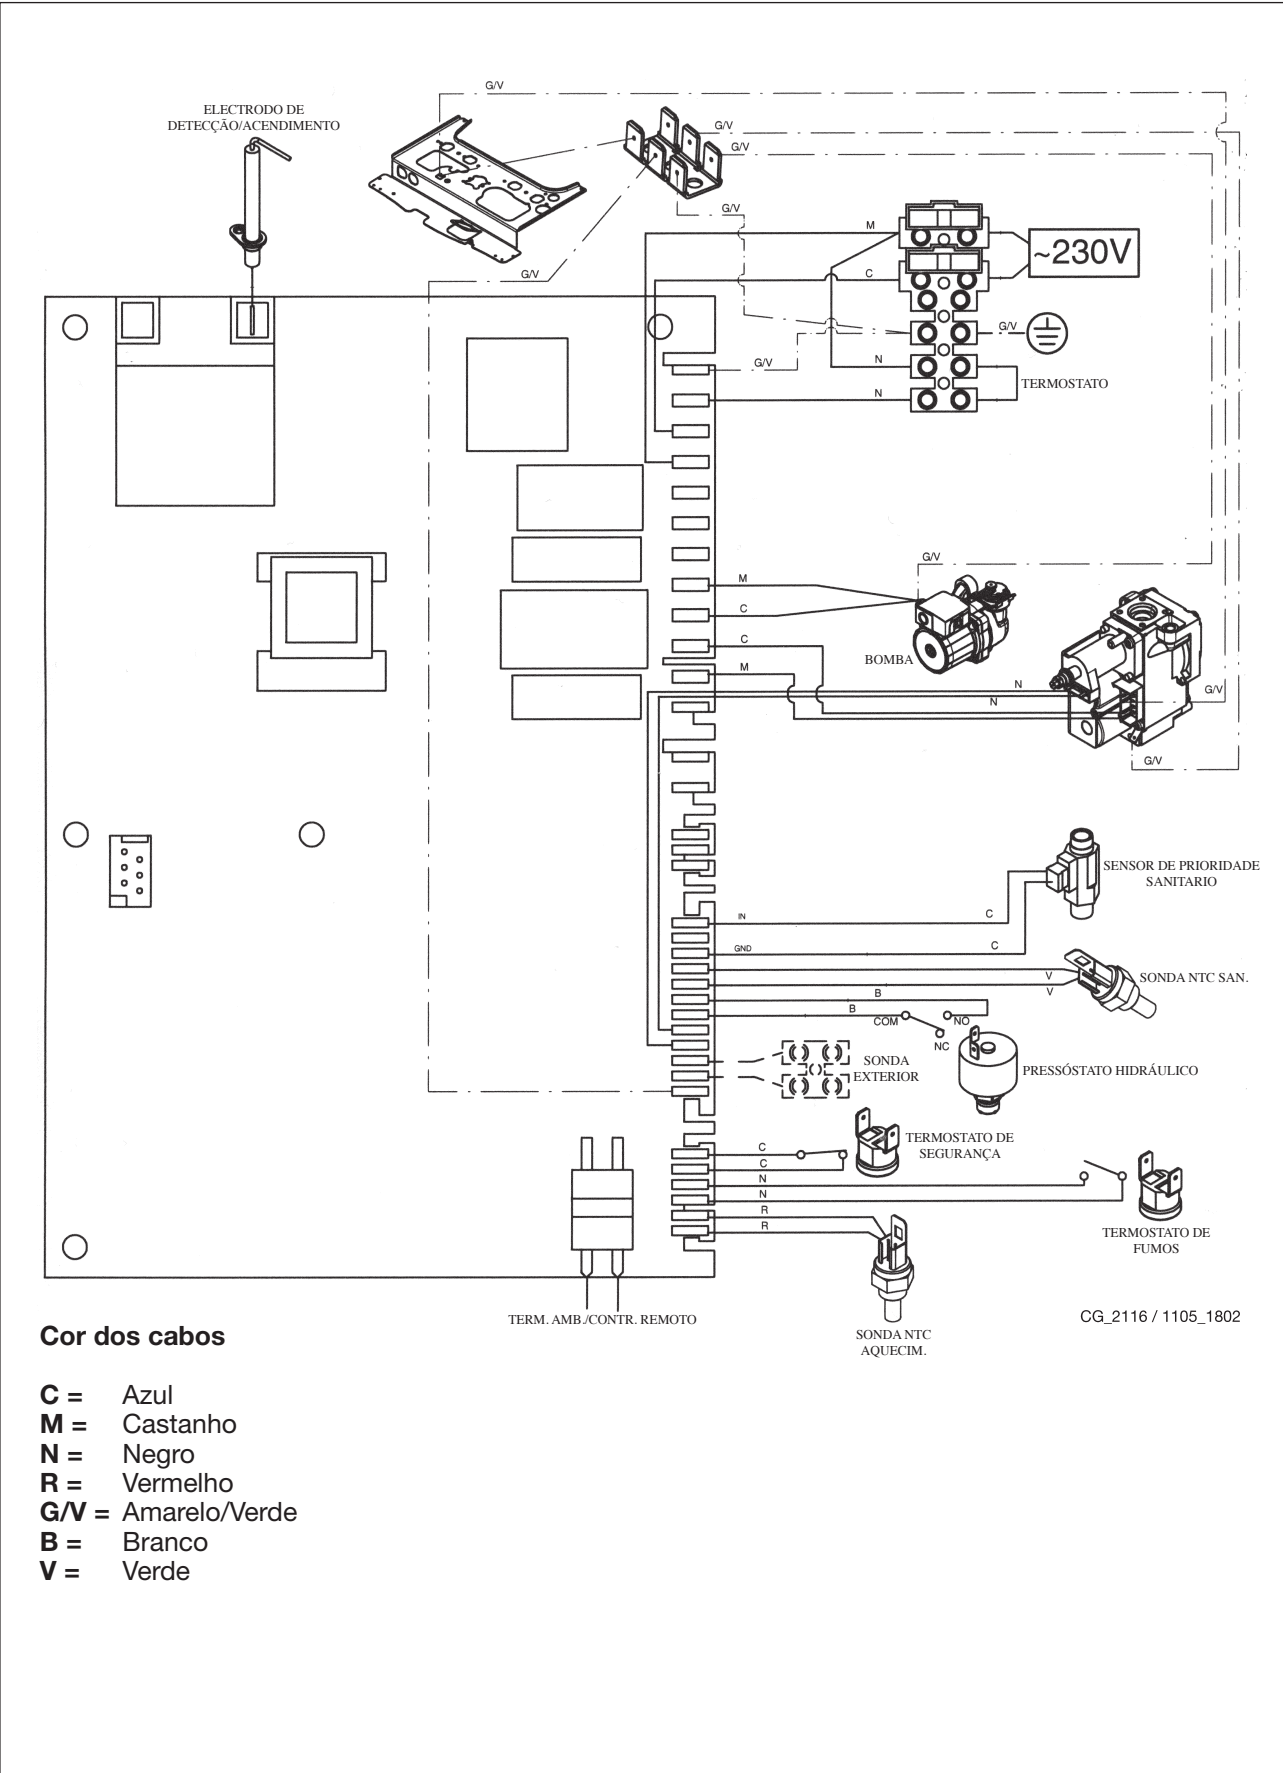 G/V
ELECTRODO DE
DETECÇÃO/ACENDIMENTO
G/V
G/V
G/V
M
~230V
G/V
C
G/V
G/V
N
TERMOSTATO
N
G/V
M
C
C
BOMBA
M
N
G/V
N
G/V
SENSOR DE PRIORIDADE
SANITARIO
IN
C
GND
C
V
SONDA NTC SAN.
V
B
B
COM
NO
NC
SONDA
EXTERIOR
PRESSÓSTATO HIDRÁULICO
TERMOSTATO DE
SEGURANÇA
C
C
N
N
R
R
TERMOSTATO DE
FUMOS
TERM. AMB./CONTR. REMOTO
SONDA NTC
AQUECIM.
CG_2116 / 1105_1802
Cor dos cabos
C = Azul
M = Castanho
N = Negro
R = Vermelho
G/V = Amarelo/Verde
B = Branco
V = Verde